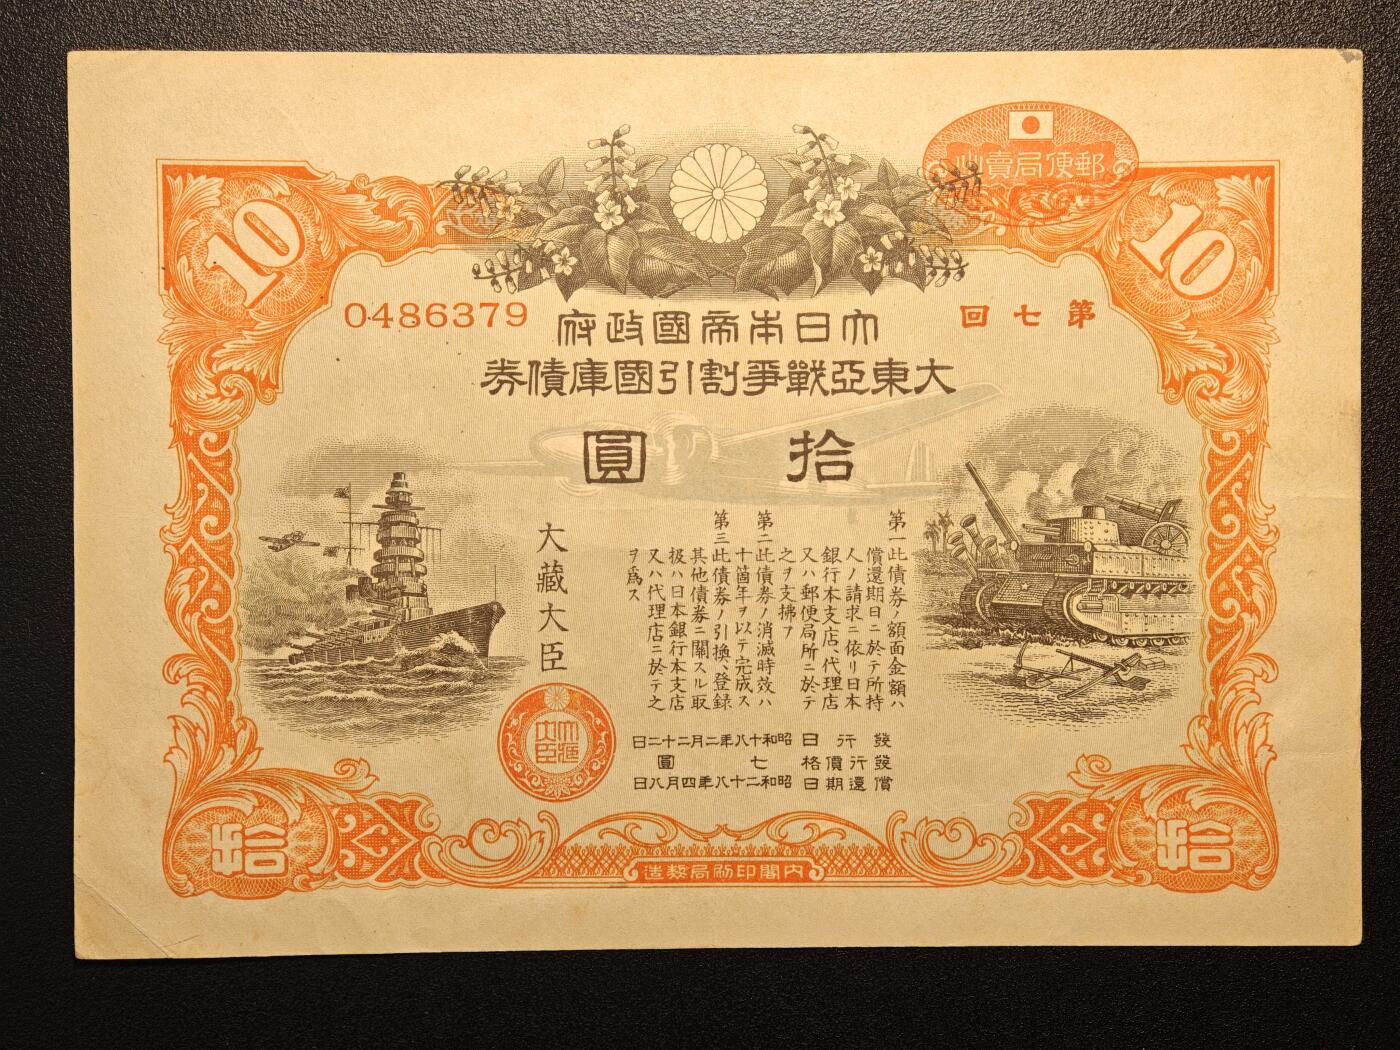 郵便局賣出
10
10
第七回
0486379
大日本帝國政府
大東亞戰爭割引國庫債券
拾圓
第一此債券ノ額面金額ハ
償還期日ニ於テ所持
人ノ請求ニ依リ日本
銀行本支店、代理店
又ハ郵便局所ニ於テ
之ヲ支拂フ
第二此債券ノ消滅時效ハ
十箇年ヲ以テ完成ス
第三此債券ノ引換、登錄
其他債券ニ關スル取
扱ハ日本銀行本支店
又ハ代理店ニ於テ之
ヲ爲ス
大藏大臣
大藏大臣
發行日 昭和十八年二月二十二日
發行價格 七圓
償還期日 昭和二十八年四月八日
拾
拾
內閣印刷局製造